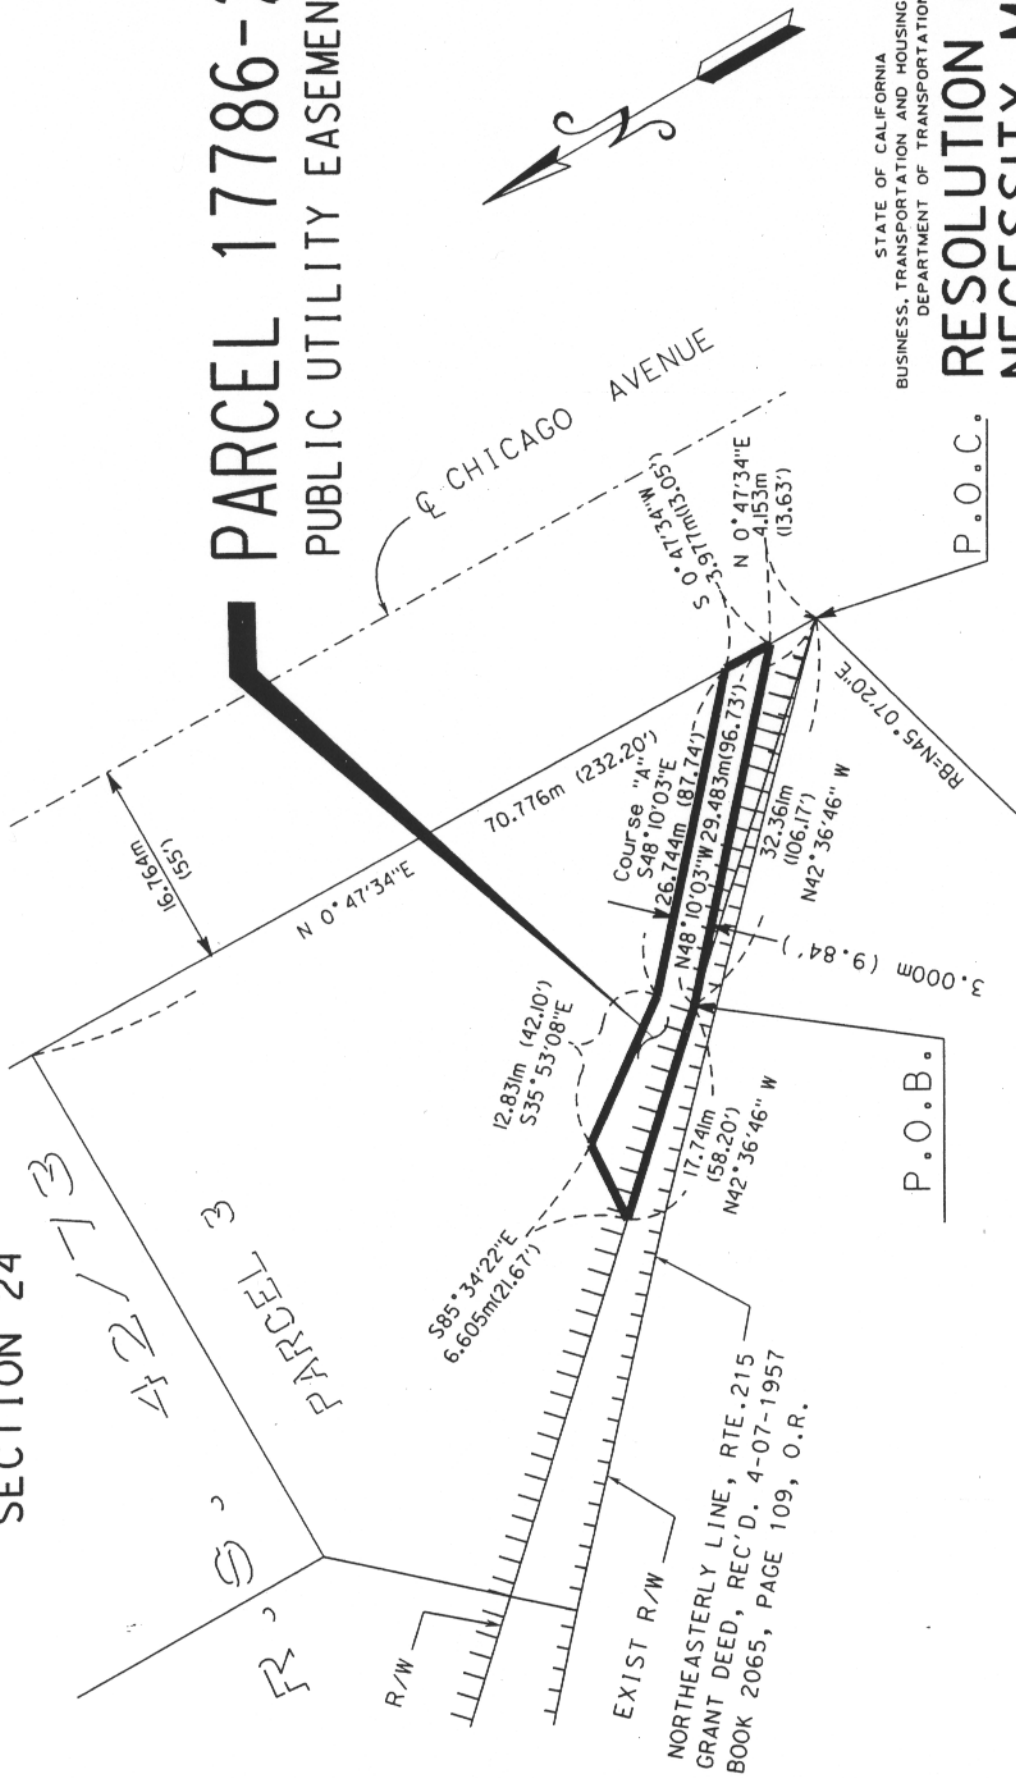 SECTION 24
R.S. 42/73
PARCEL 3
PARCEL 17786-
PUBLIC UTILITY EASEMEN
N
℄ CHICAGO AVENUE
16.764m
(55')
N 0°47'34"E
70.776m (232.20')
12.831m (42.10')
S35°53'08"E
Course "A"
S48°10'03"E
26.744m (87.74')
N48°10'03"W 29.483m(96.73')
S 0°47'34"W
3.977m(13.05')
N 0°47'34"E
4.153m
(13.63')
S85°34'22"E
6.605m(21.67')
17.741m
(58.20')
N42°36'46" W
32.361m
(106.17')
N42°36'46" W
3.000m (9.84')
RB=N45°07'20"E
P.O.C.
P.O.B.
R/W
EXIST R/W
NORTHEASTERLY LINE, RTE.215
GRANT DEED, REC'D. 4-07-1957
BOOK 2065, PAGE 109, O.R.
STATE OF CALIFORNIA
BUSINESS, TRANSPORTATION AND HOUSING
DEPARTMENT OF TRANSPORTATION
RESOLUTION
NECESSITY M